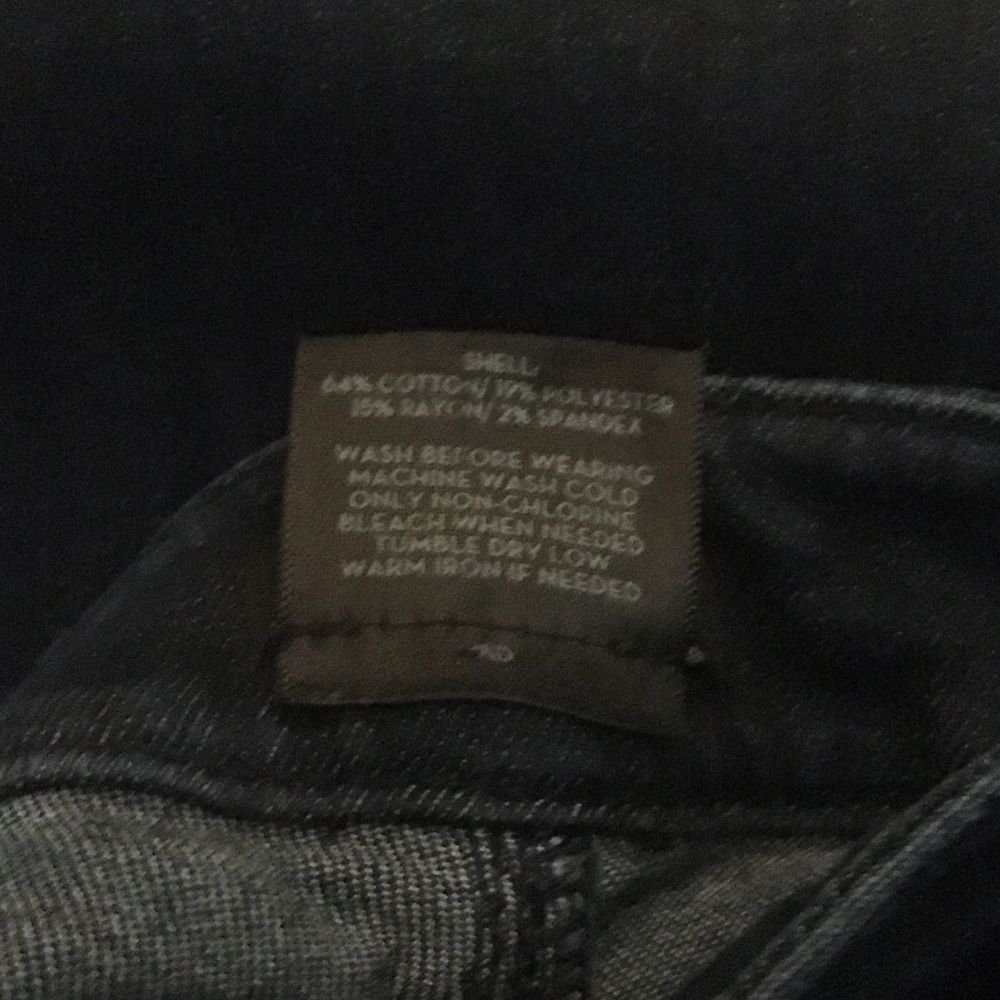 SHELL:
64% COTTON/ 19% POLYESTER
15% RAYON/ 2% SPANDEX
WASH BEFORE WEARING
MACHINE WASH COLD
ONLY NON-CHLORINE
BLEACH WHEN NEEDED
TUMBLE DRY LOW
WARM IRON IF NEEDED